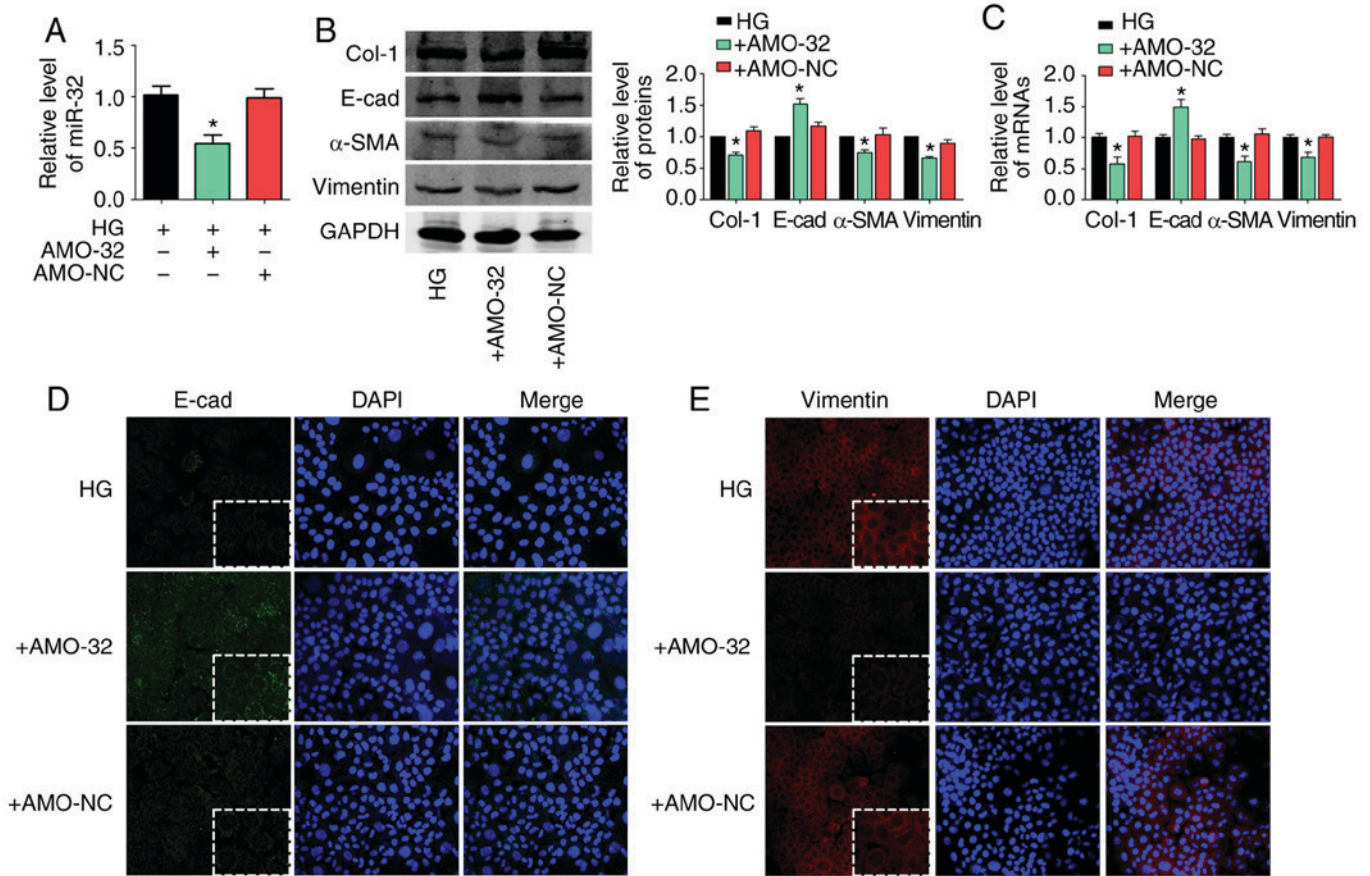 A
Relative level
of miR-32
1.5
1.0
0.5
0.0
*
HG + + +
AMO-32 – + –
AMO-NC – – +
B
Col-1
E-cad
α-SMA
Vimentin
GAPDH
HG
+AMO-32
+AMO-NC
HG
+AMO-32
+AMO-NC
Relative level
of proteins
2.0
1.5
1.0
0.5
0.0
* * * *
Col-1 E-cad α-SMA Vimentin
C
HG
+AMO-32
+AMO-NC
Relative level
of mRNAs
2.0
1.5
1.0
0.5
0.0
* * * *
Col-1 E-cad α-SMA Vimentin
D
E-cad DAPI Merge
HG
+AMO-32
+AMO-NC
E
Vimentin DAPI Merge
HG
+AMO-32
+AMO-NC